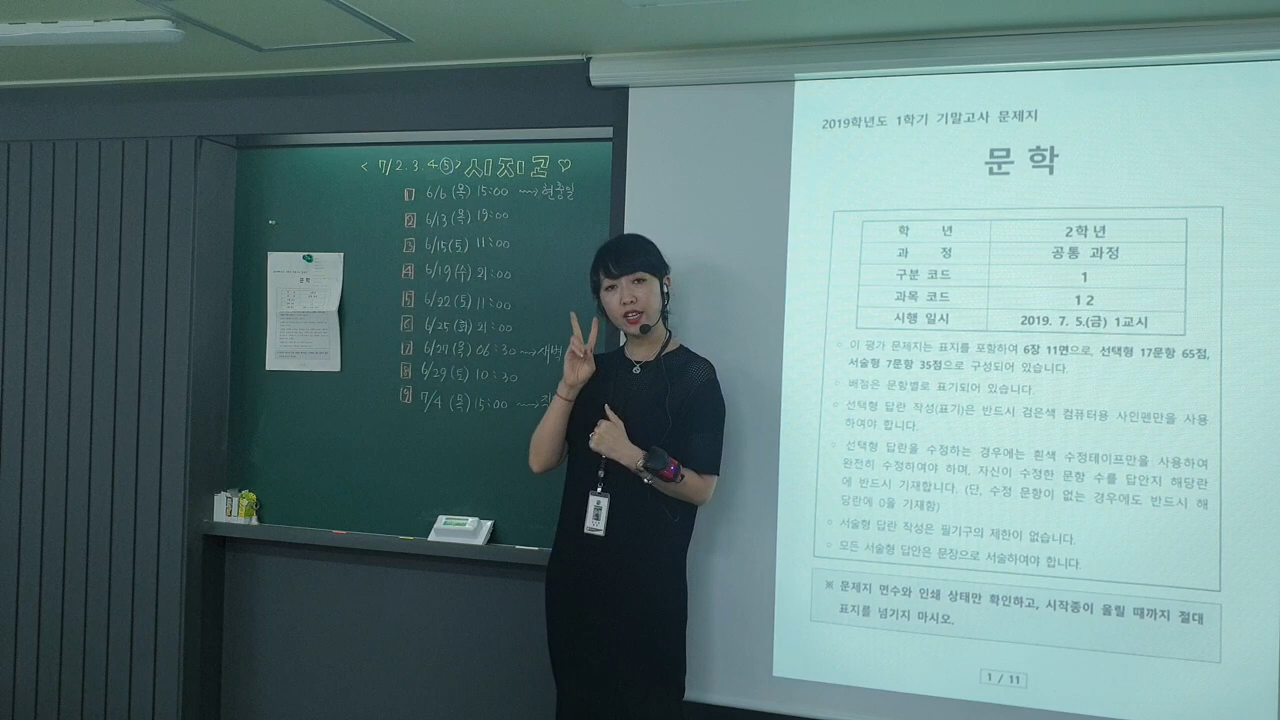 < 7/2.3.4⑤> 시지고 ♡
1 6/6 (목) 15:00 ~> 현충일
2 6/13 (목) 19:00
3 6/15 (토) 11:00
4 6/19 (수) 21:00
5 6/22 (토) 11:00
6 6/25 (화) 21:00
7 6/27 (목) 06:30 ~> 새벽
8 6/29 (토) 10:30
9 7/4 (목) 15:00 ~>
문 학
2019학년도 1학기 기말고사 문제지
문 학
학 년 2학년
과 정 공통 과정
구분 코드 1
과목 코드 1 2
시행 일시 2019. 7. 5.(금) 1교시
○ 이 평가 문제지는 표지를 포함하여 6장 11면으로, 선택형 17문항 65점,
서술형 7문항 35점으로 구성되어 있습니다.
○ 배점은 문항별로 표기되어 있습니다.
○ 선택형 답란 작성(표기)은 반드시 검은색 컴퓨터용 사인펜만을 사용
하여야 합니다.
○ 선택형 답란을 수정하는 경우에는 흰색 수정테이프만을 사용하여
완전히 수정하여야 하며, 자신이 수정한 문항 수를 답안지 해당란
에 반드시 기재합니다. (단, 수정 문항이 없는 경우에도 반드시 해
당란에 0을 기재함)
○ 서술형 답란 작성은 필기구의 제한이 없습니다.
○ 모든 서술형 답안은 문장으로 서술하여야 합니다.
※ 문제지 면수와 인쇄 상태만 확인하고, 시작종이 울릴 때까지 절대
표지를 넘기지 마시오.
1 / 11